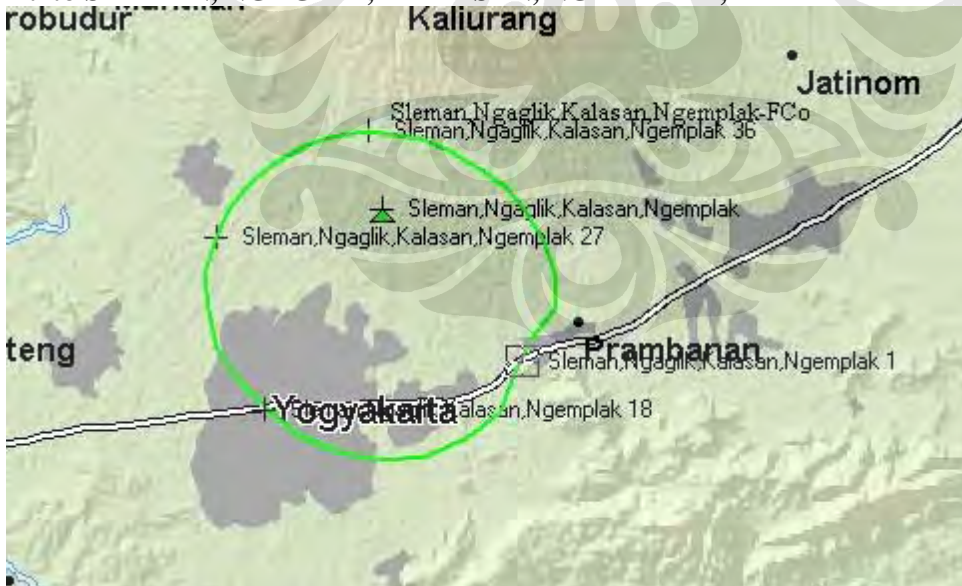 robudur
Kaliurang
Jatinom
Sleman,Ngaglik,Kalasan,Ngemplak-FCo
Sleman,Ngaglik,Kalasan,Ngemplak 36
Sleman,Ngaglik,Kalasan,Ngemplak
Sleman,Ngaglik,Kalasan,Ngemplak 27
teng
Prambanan
Sleman,Ngaglik,Kalasan,Ngemplak 1
Yogyakarta
Kalasan,Ngemplak 18